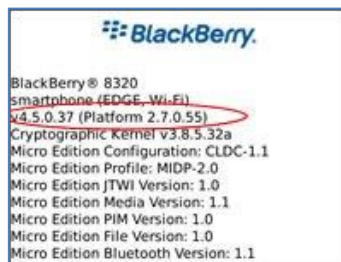 BlackBerry.
BlackBerry® 8320
smartphone (EDGE, Wi-Fi)
v4.5.0.37 (Platform 2.7.0.55)
Cryptographic Kernel v3.8.5.32a
Micro Edition Configuration: CLDC-1.1
Micro Edition Profile: MIDP-2.0
Micro Edition JTWI Version: 1.0
Micro Edition Media Version: 1.1
Micro Edition PIM Version: 1.0
Micro Edition File Version: 1.0
Micro Edition Bluetooth Version: 1.1